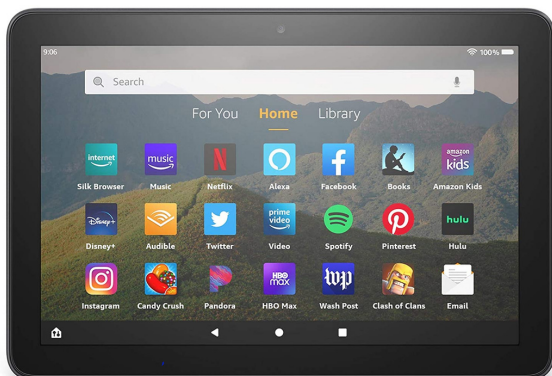 9:06
100%
Search
For You
Home
Library
internet
music
N
f
amazon
kids
Silk Browser
Music
Netflix
Alexa
Facebook
Books
Amazon Kids
Disney+
prime
video
hulu
Disney+
Audible
Twitter
Video
Spotify
Pinterest
Hulu
HBO
max
wp
Instagram
Candy Crush
Pandora
HBO Max
Wash Post
Clash of Clans
Email